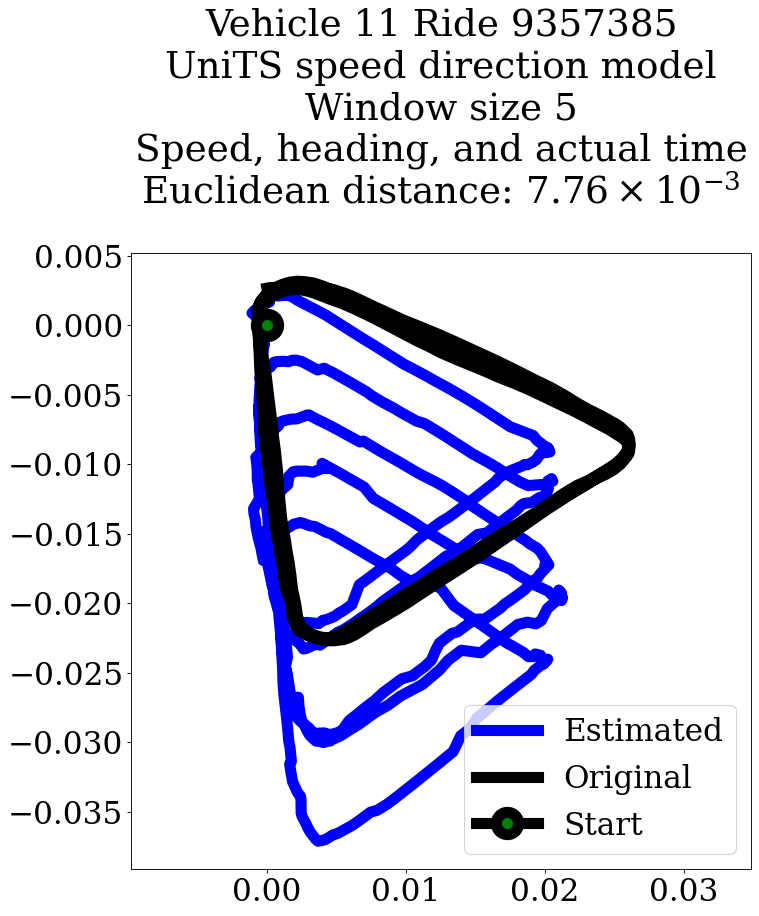 Vehicle 11 Ride 9357385
UniTS speed direction model
Window size 5
Speed, heading, and actual time
Euclidean distance: 7.76 × 10⁻³
0.005
0.000
−0.005
−0.010
−0.015
−0.020
−0.025
−0.030
−0.035
Estimated
Original
Start
0.00 0.01 0.02 0.03